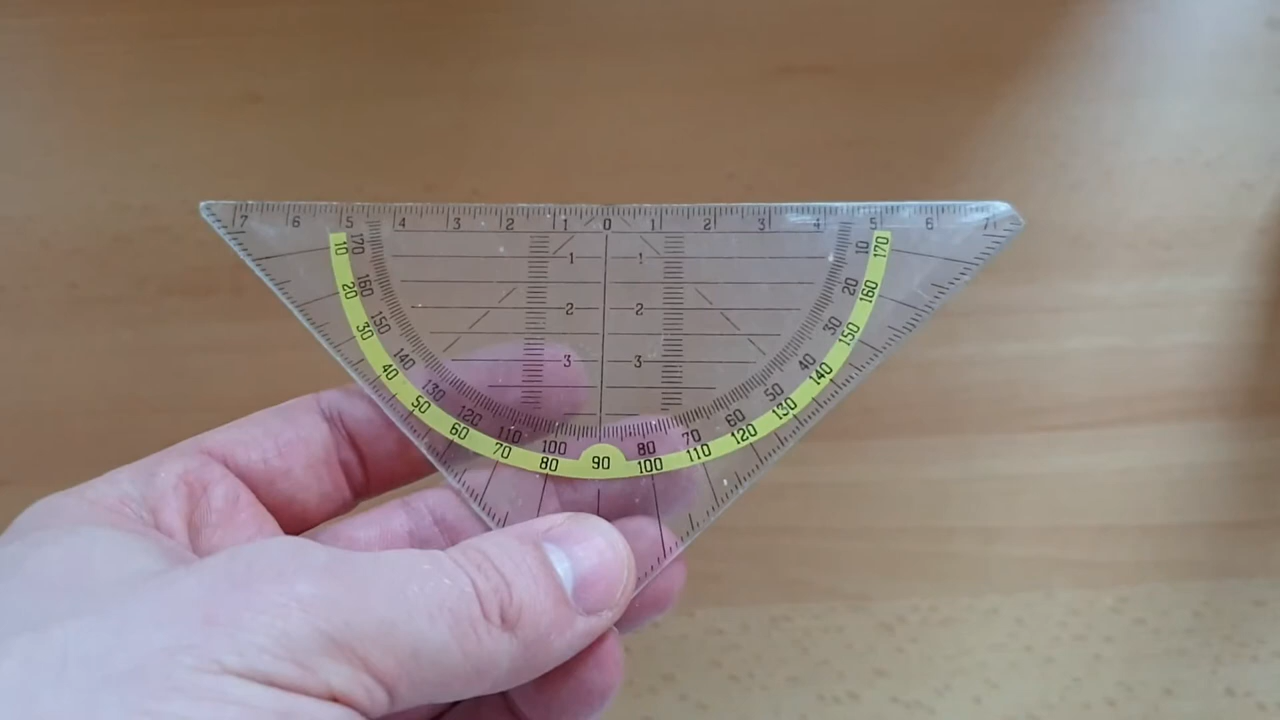 7 6 5 4 3 2 1 0 1 2 3 4 5 6 7
10 170 1 1 10 170
20 160 2 2 20 160
30 150 30 150
40 140 3 3 40 140
50 130 50 130
60 120 60 120
70 110 70 110
80 100 90 80 100